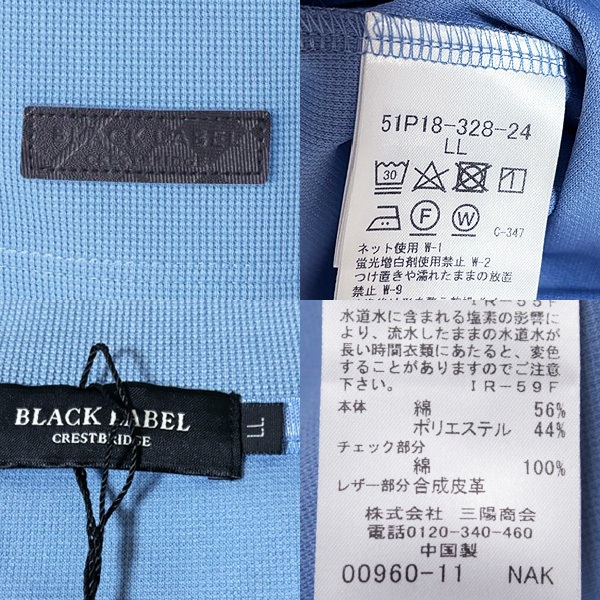 BLACK LABEL
51P18-328-24
LL
30
F
W
C-347
ネット使用 W-1
蛍光増白剤使用禁止 W-2
つけ置きや濡れたままの放置
禁止 W-9
BLACK LABEL
CRESTBRIDGE
LL
IR-55F
水道水に含まれる塩素の影響に
より、流水したままの水道水が
長い時間衣類にあたると、変色
することがありますのでご注意
下さい。 IR-59F
本体 綿 56%
ポリエステル 44%
チェック部分
綿 100%
レザー部分 合成皮革
株式会社 三陽商会
電話0120-340-460
中国製
00960-11 NAK